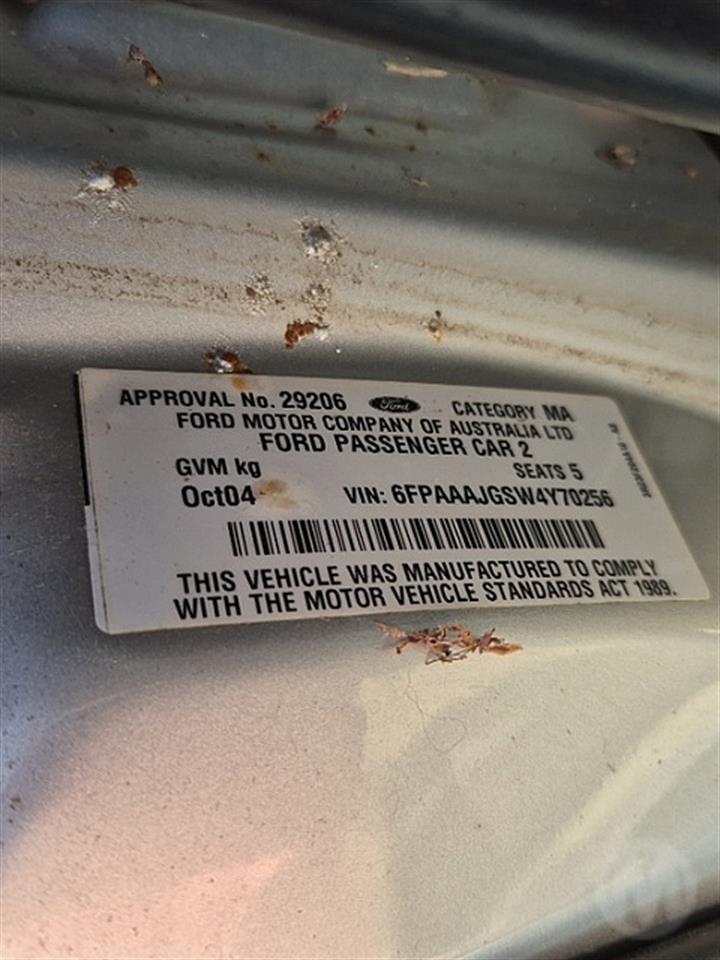 APPROVAL No. 29206 Ford CATEGORY MA
FORD MOTOR COMPANY OF AUSTRALIA LTD
FORD PASSENGER CAR 2
GVM kg SEATS 5
Oct04 VIN: 6FPAAAJGSW4Y70256
THIS VEHICLE WAS MANUFACTURED TO COMPLY
WITH THE MOTOR VEHICLE STANDARDS ACT 1989.
M